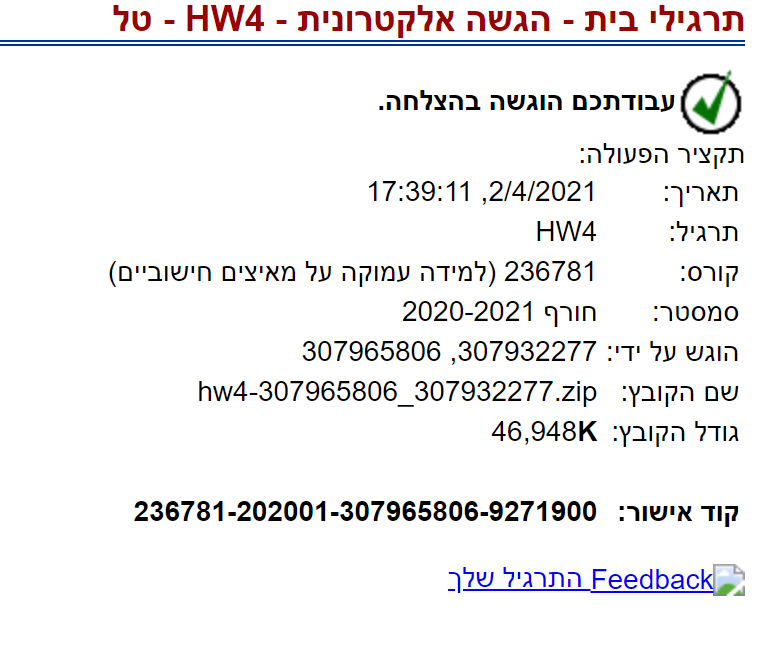 תרגילי בית - הגשה אלקטרונית - HW4 - טל
עבודתכם הוגשה בהצלחה.
תקציר הפעולה:
תאריך: 2/4/2021, 17:39:11
תרגיל: HW4
קורס: 236781 (למידה עמוקה על מאיצים חישוביים)
סמסטר: חורף 2020-2021
הוגש על ידי: 307932277, 307965806
שם הקובץ: hw4-307965806_307932277.zip
גודל הקובץ: 46,948K
קוד אישור: 236781-202001-307965806-9271900
Feedback התרגיל שלך